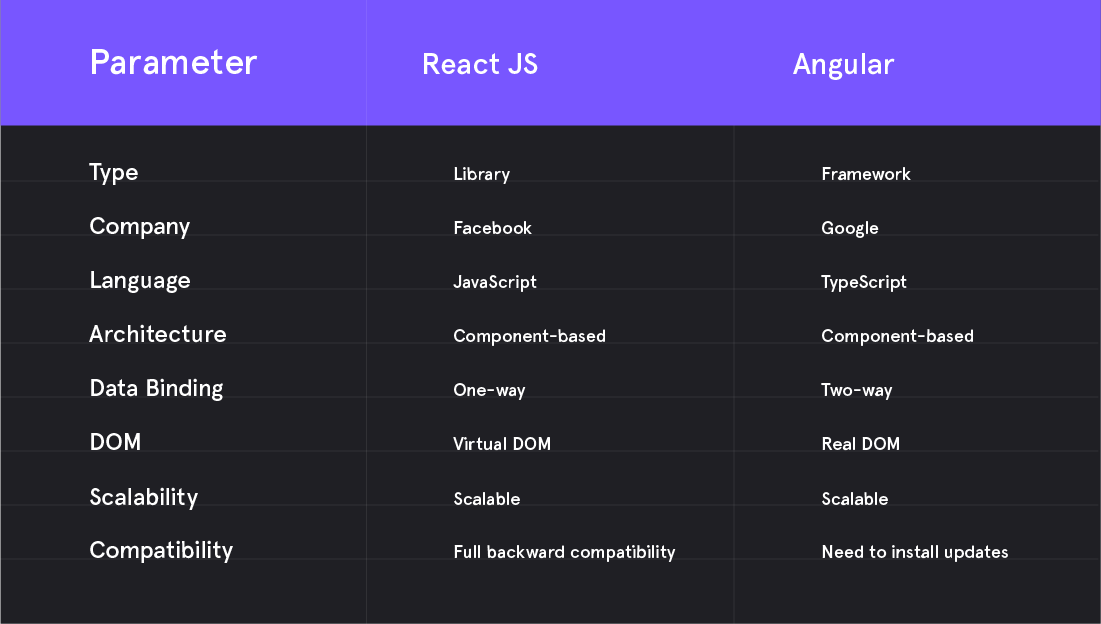 Parameter React JS Angular
Type Library Framework
Company Facebook Google
Language JavaScript TypeScript
Architecture Component-based Component-based
Data Binding One-way Two-way
DOM Virtual DOM Real DOM
Scalability Scalable Scalable
Compatibility Full backward compatibility Need to install updates